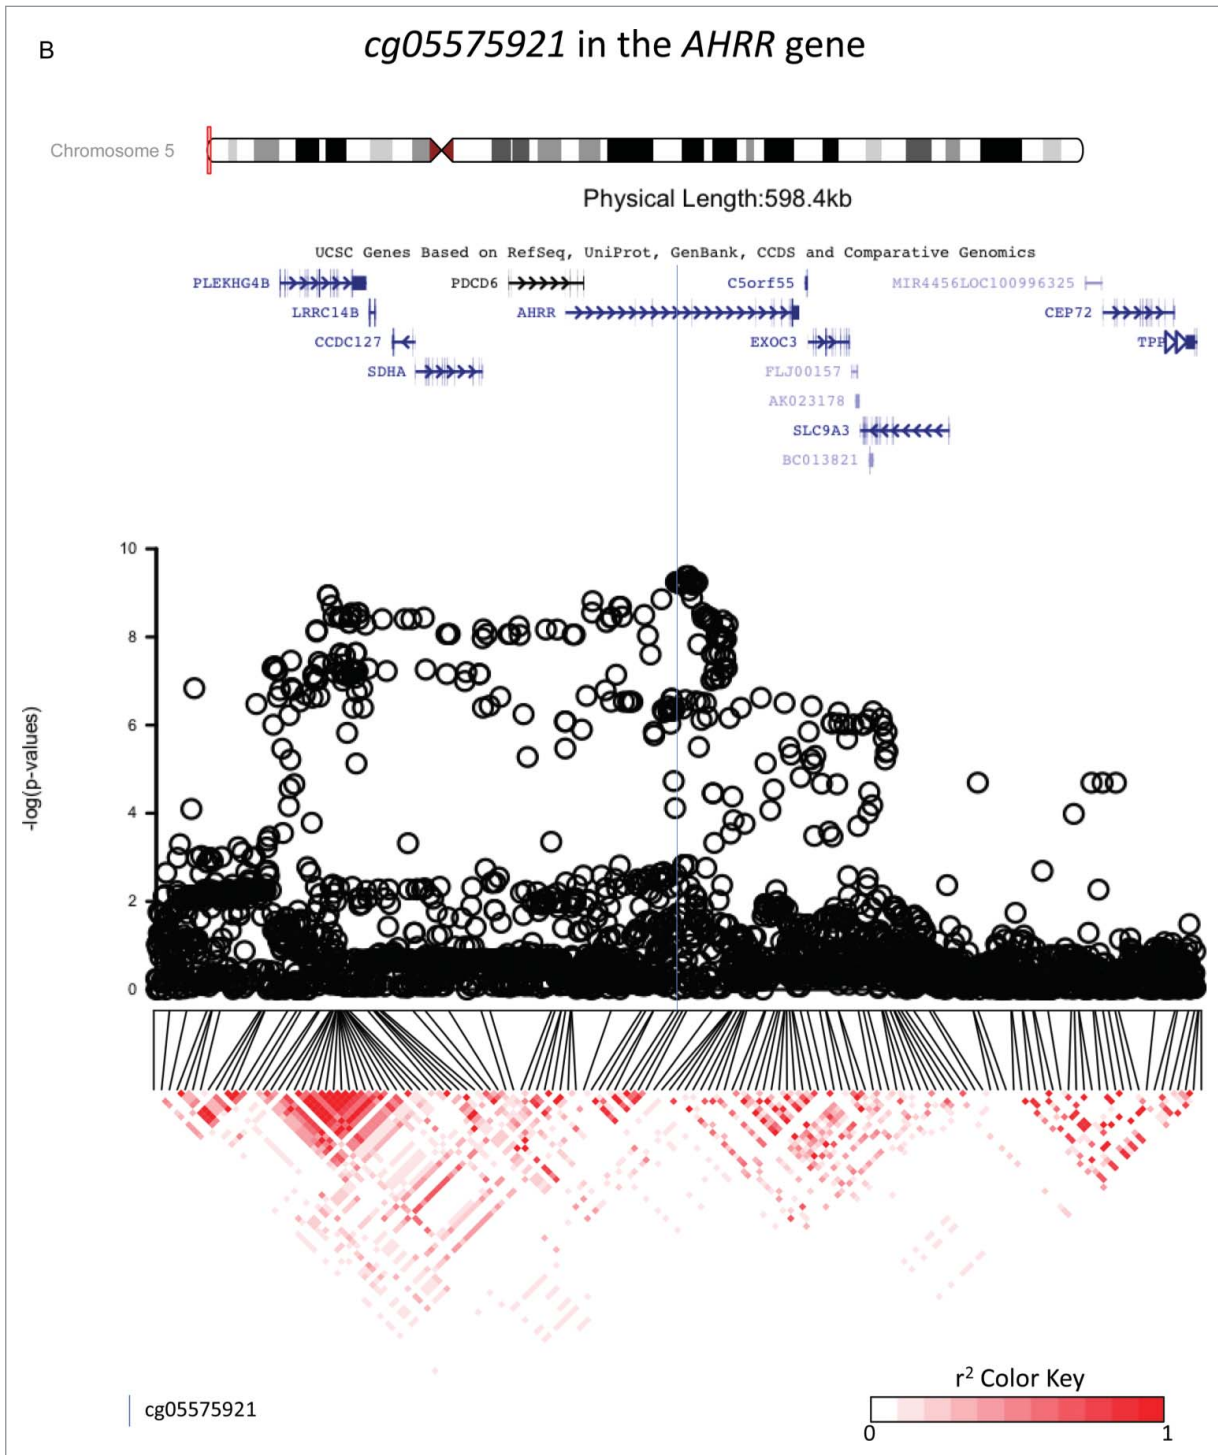 B
cg05575921 in the AHRR gene
Chromosome 5
Physical Length:598.4kb
UCSC Genes Based on RefSeq, UniProt, GenBank, CCDS and Comparative Genomics
PLEKHG4B PDCD6 C5orf55 MIR4456LOC100996325
LRRC14B AHRR CEP72
CCDC127 EXOC3 TPP
SDHA FLJ00157
AK023178
SLC9A3
BC013821
10
8
6
4
2
0
-log(p-values)
cg05575921
r² Color Key
0 1